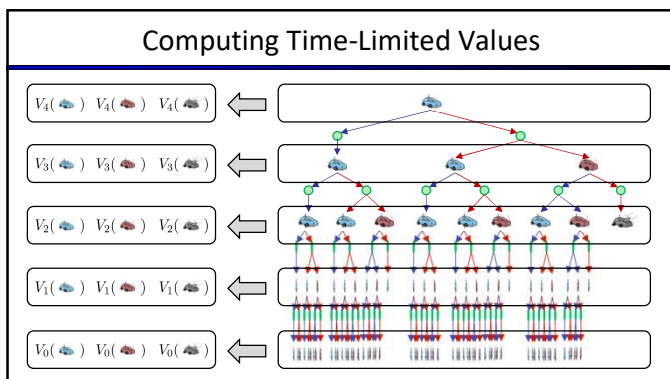 Computing Time-Limited Values
V4( ) V4( ) V4( )
V3( ) V3( ) V3( )
V2( ) V2( ) V2( )
V1( ) V1( ) V1( )
V0( ) V0( ) V0( )